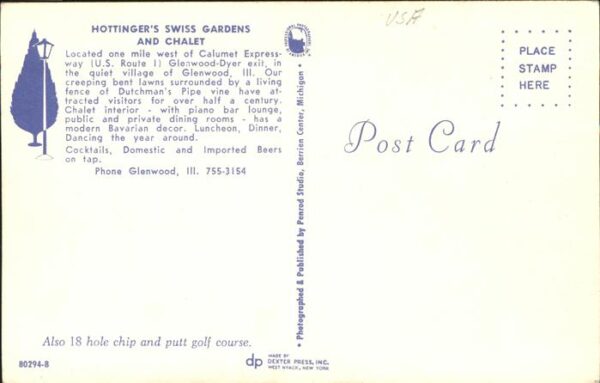 HOTTINGER'S SWISS GARDENS
AND CHALET
Located one mile west of Calumet Express-
way (U.S. Route 1) Glenwood-Dyer exit, in
the quiet village of Glenwood, Ill. Our
creeping bent lawns surrounded by a living
fence of Dutchman's Pipe vine have at-
tracted visitors for over half a century.
Chalet interior - with piano bar lounge,
public and private dining rooms - has a
modern Bavarian decor. Luncheon, Dinner,
Dancing the year around.
Cocktails, Domestic and Imported Beers
on tap.
Phone Glenwood, Ill. 755-3154
Also 18 hole chip and putt golf course.
80294-B
• Photographed & Published by Penrod Studio, Berrien Center, Michigan •
dp MADE BY
DEXTER PRESS, INC.
WEST NYACK, NEW YORK
USA
PLACE
STAMP
HERE
Post Card